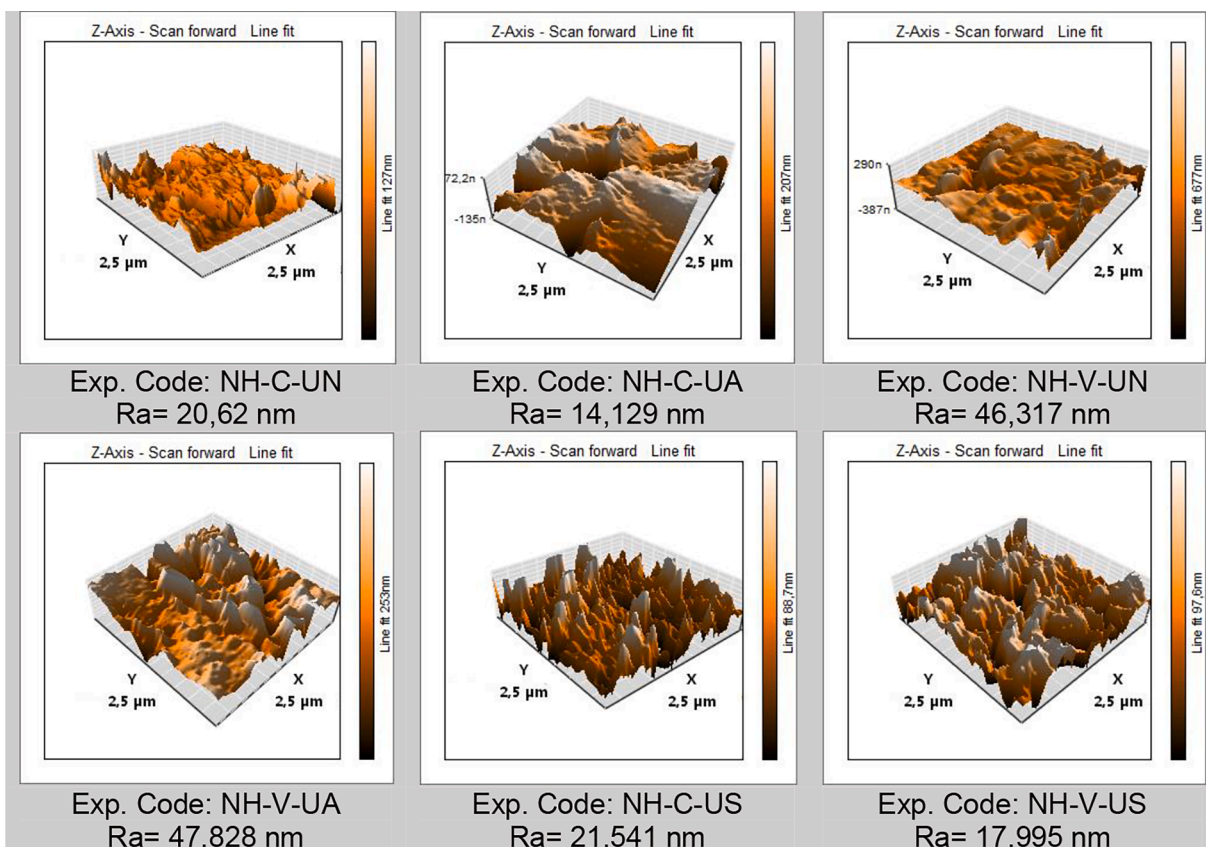 Z-Axis - Scan forward Line fit
Line fit 127nm
Y
2,5 µm
X
2,5 µm
Exp. Code: NH-C-UN
Ra= 20,62 nm
Z-Axis - Scan forward Line fit
72,2n
-135n
Line fit 207nm
Y
2,5 µm
X
2,5 µm
Exp. Code: NH-C-UA
Ra= 14,129 nm
Z-Axis - Scan forward Line fit
290n
-387n
Line fit 677nm
Y
2,5 µm
X
2,5 µm
Exp. Code: NH-V-UN
Ra= 46,317 nm
Z-Axis - Scan forward Line fit
Line fit 253nm
Y
2,5 µm
X
2,5 µm
Exp. Code: NH-V-UA
Ra= 47,828 nm
Z-Axis - Scan forward Line fit
Line fit 88,7nm
Y
2,5 µm
X
2,5 µm
Exp. Code: NH-C-US
Ra= 21,541 nm
Z-Axis - Scan forward Line fit
Line fit 97,6nm
Y
2,5 µm
X
2,5 µm
Exp. Code: NH-V-US
Ra= 17,995 nm